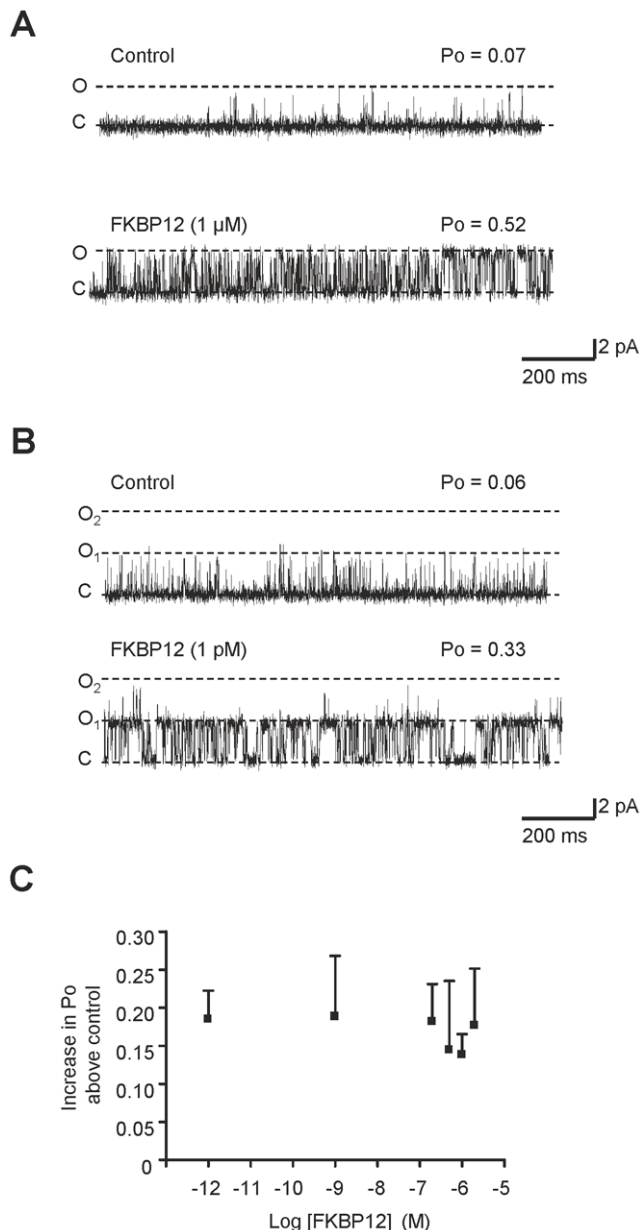 A
Control Po = 0.07
O
C
FKBP12 (1 µM) Po = 0.52
O
C
2 pA
200 ms
B
Control Po = 0.06
O₂
O₁
C
FKBP12 (1 pM) Po = 0.33
O₂
O₁
C
2 pA
200 ms
C
Increase in Po
above control
0.30
0.25
0.20
0.15
0.10
0.05
0
-12 -11 -10 -9 -8 -7 -6 -5
Log [FKBP12] (M)